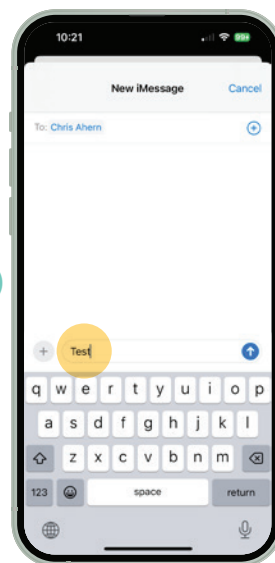 10:21
99+
New iMessage Cancel
To: Chris Ahern
Test
q w e r t y u i o p
a s d f g h j k l
z x c v b n m
123 space return